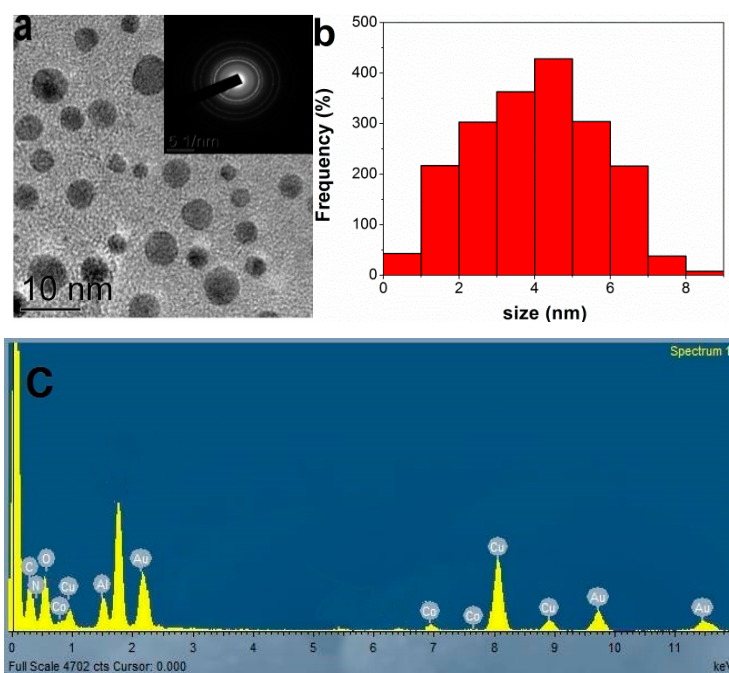 a
5 1/nm
10 nm
b
Frequency (%)
500
400
300
200
100
0
0 2 4 6 8
size (nm)
C
Spectrum 1
C
O
N
Cu
Co
Al
Au
Co
Co
Cu
Cu
Au
Au
0 1 2 3 4 5 6 7 8 9 10 11
Full Scale 4702 cts Cursor: 0.000
keV